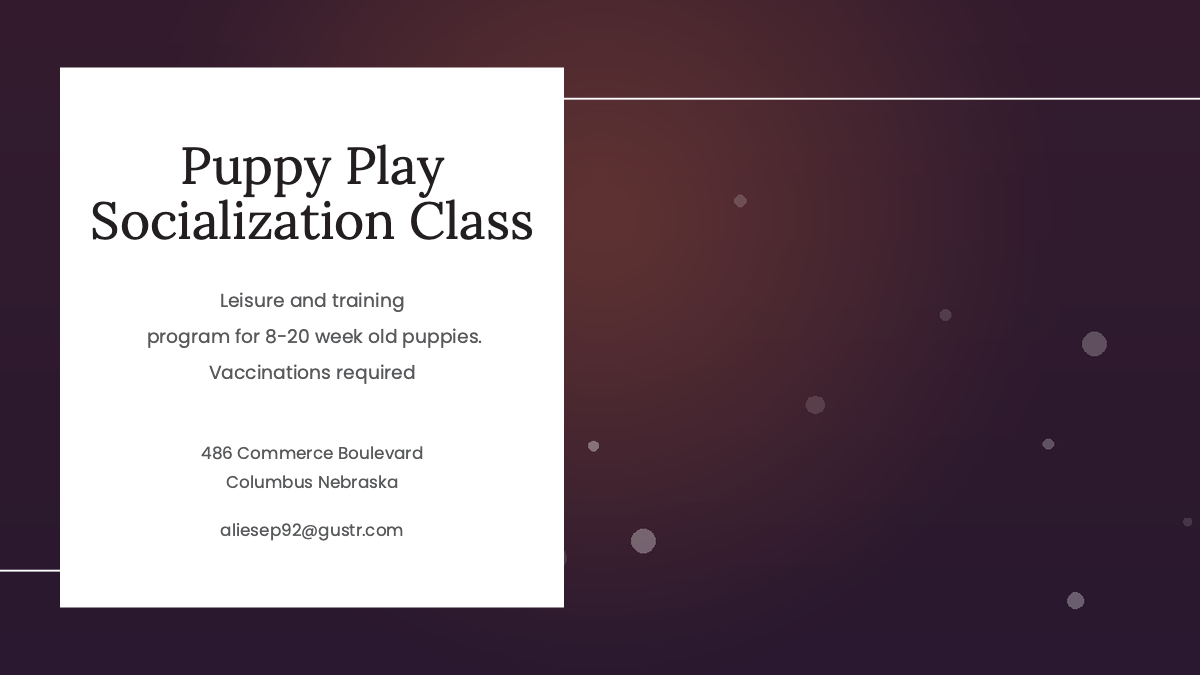 Puppy Play
Socialization Class
Leisure and training
program for 8-20 week old puppies.
Vaccinations required
486 Commerce Boulevard
Columbus Nebraska
aliesep92@gustr.com